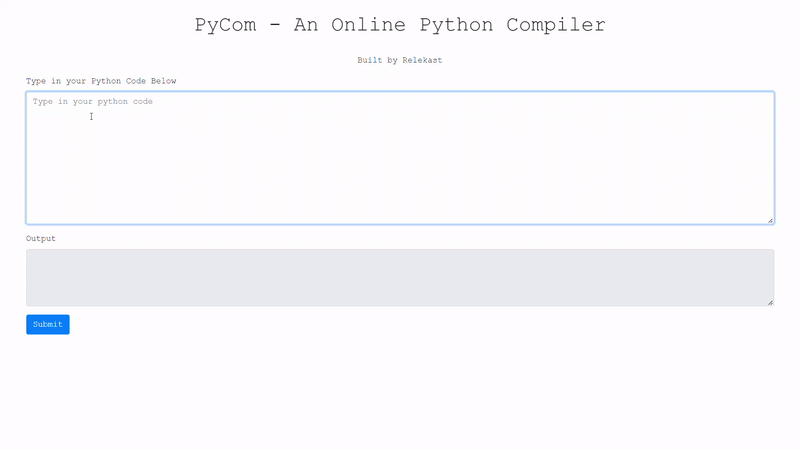 PyCom - An Online Python Compiler
Built by Relekast
Type in your Python Code Below
Type in your python code
Output
Submit